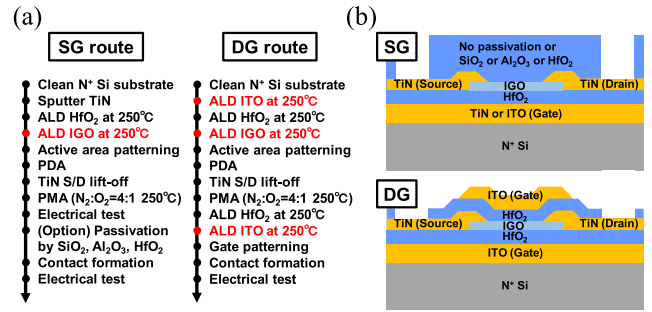 (a)
SG route
Clean N⁺ Si substrate
Sputter TiN
ALD HfO₂ at 250℃
ALD IGO at 250℃
Active area patterning
PDA
TiN S/D lift-off
PMA (N₂:O₂=4:1 250℃)
Electrical test
(Option) Passivation
by SiO₂, Al₂O₃, HfO₂
Contact formation
Electrical test
DG route
Clean N⁺ Si substrate
ALD ITO at 250℃
ALD HfO₂ at 250℃
ALD IGO at 250℃
Active area patterning
PDA
TiN S/D lift-off
PMA (N₂:O₂=4:1 250℃)
ALD HfO₂ at 250℃
ALD ITO at 250℃
Gate patterning
Contact formation
Electrical test
(b)
SG
No passivation or
SiO₂ or Al₂O₃ or HfO₂
TiN (Source)
IGO
TiN (Drain)
HfO₂
TiN or ITO (Gate)
N⁺ Si
DG
ITO (Gate)
HfO₂
TiN (Source)
IGO
TiN (Drain)
HfO₂
ITO (Gate)
N⁺ Si